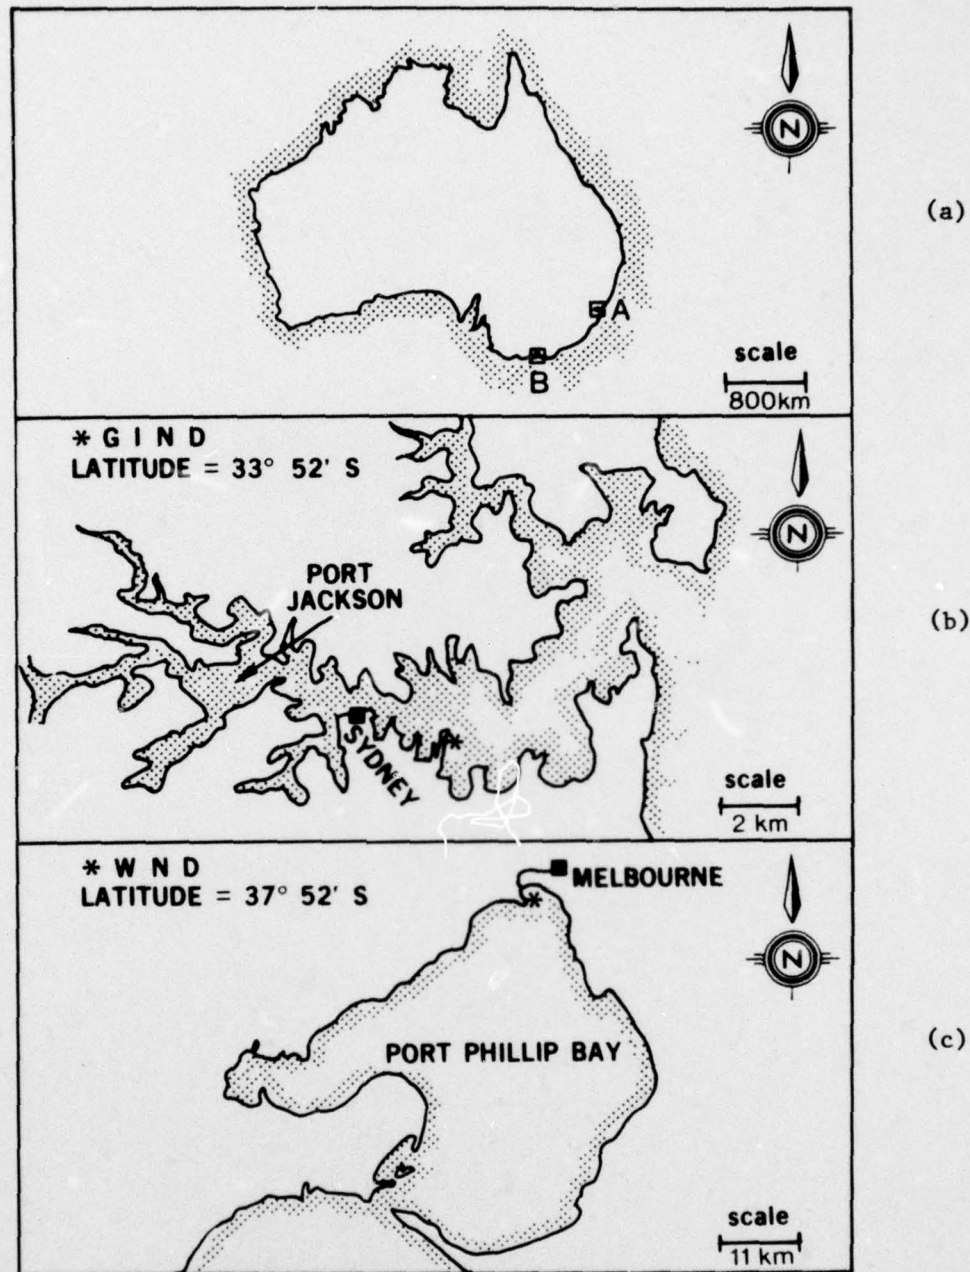 N
(a)
A
B
scale
800km
* G I N D
LATITUDE = 33° 52' S
N
PORT
JACKSON
(b)
SYDNEY
*
scale
2 km
* W N D
LATITUDE = 37° 52' S
MELBOURNE
*
N
PORT PHILLIP BAY
(c)
scale
11 km